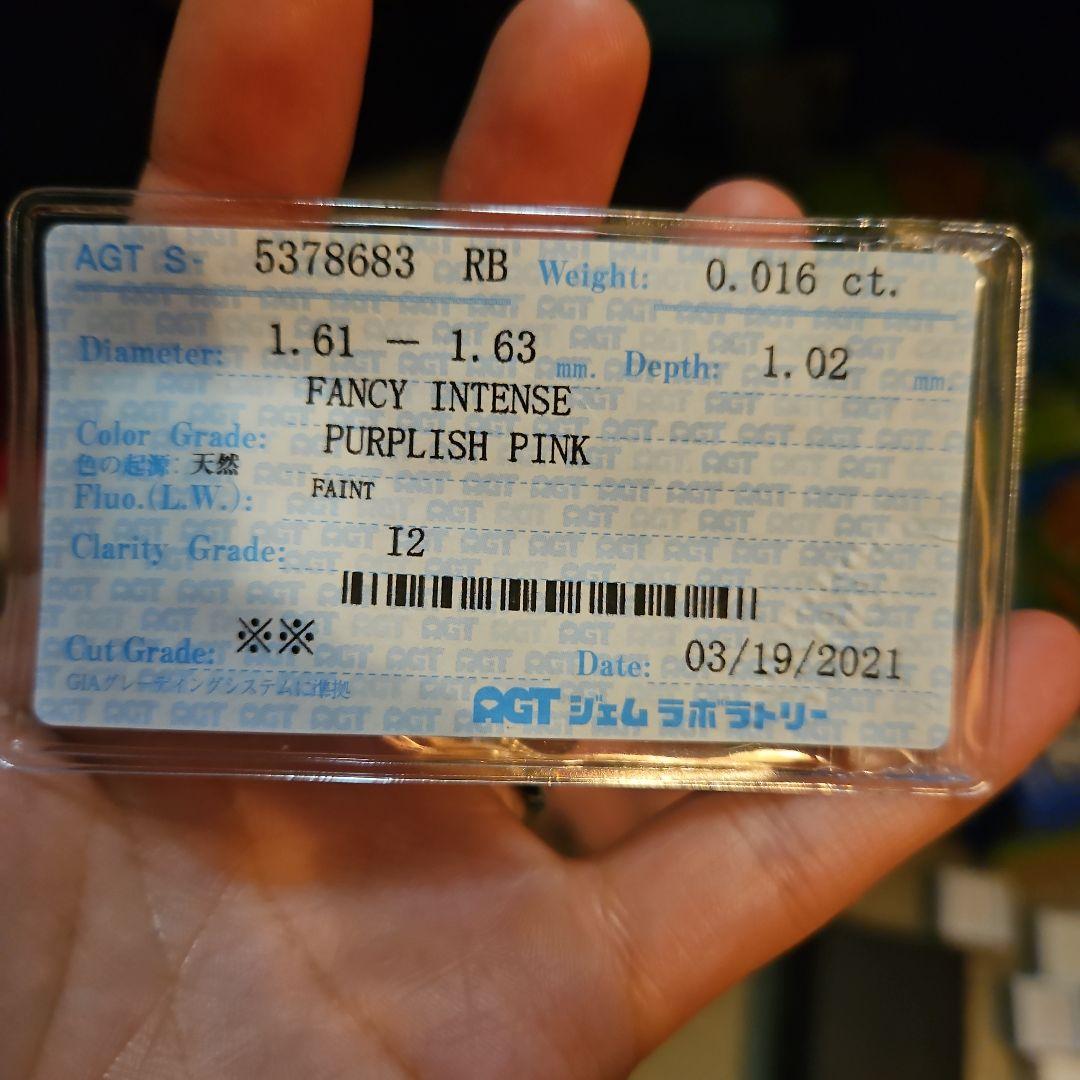 AGT S- 5378683 RB Weight: 0.016 ct.
Diameter: 1.61 — 1.63 mm. Depth: 1.02 mm.
FANCY INTENSE
Color Grade: PURPLISH PINK
色の起源: 天然
Fluo.(L.W.): FAINT
Clarity Grade: I2
Cut Grade: ※※ Date: 03/19/2021
GIAグレーディングシステムに準拠
AGT ジェムラボラトリー